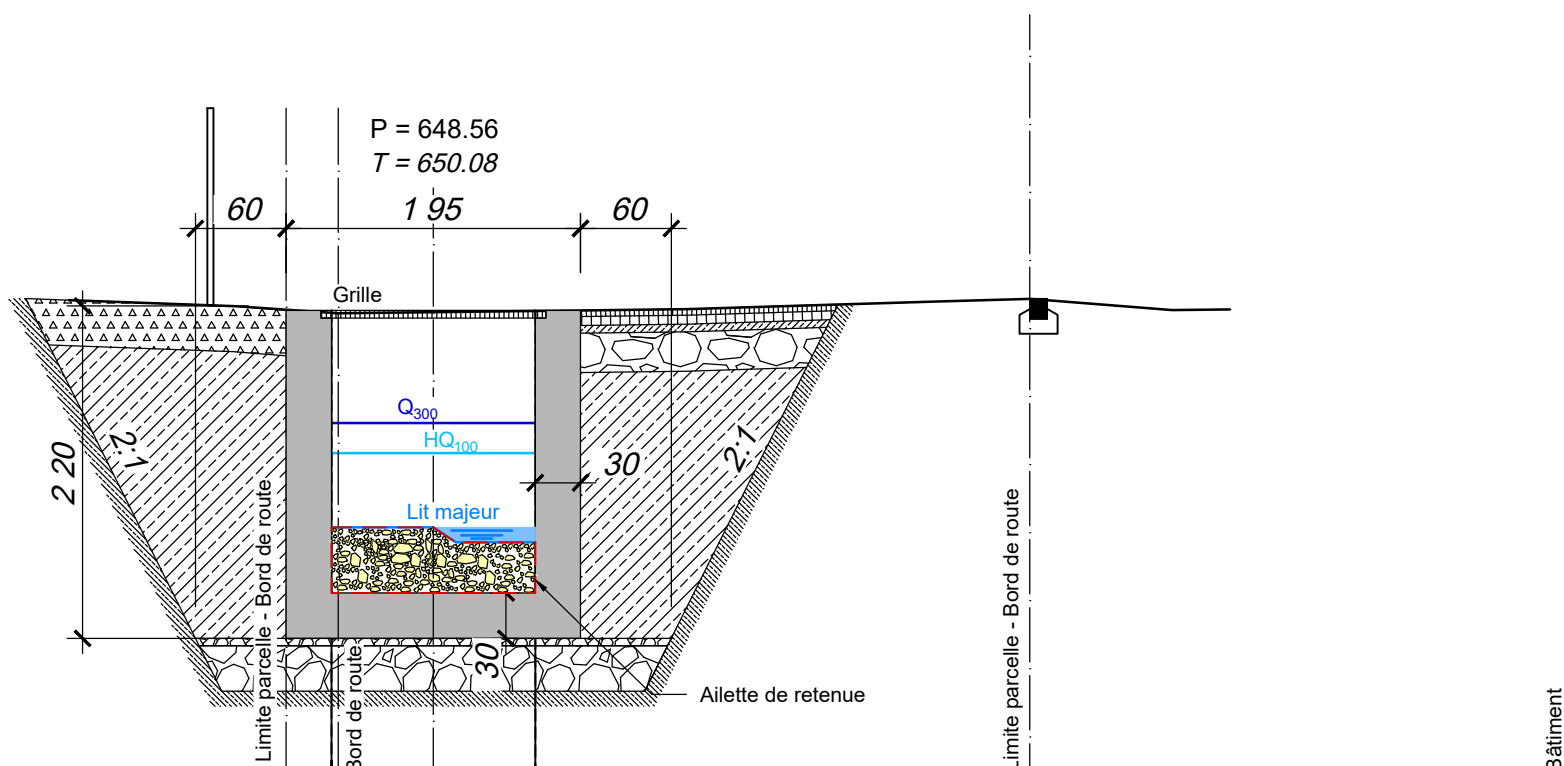 P = 648.56
T = 650.08
60
1 95
60
Grille
Q300
HQ100
30
2:1
2:1
2 20
Lit majeur
30
Limite parcelle - Bord de route
Bord de route
Ailette de retenue
Limite parcelle - Bord de route
Bâtiment